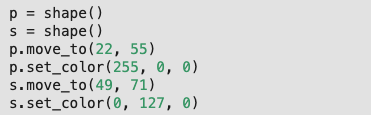 p = shape()
s = shape()
p.move_to(22, 55)
p.set_color(255, 0, 0)
s.move_to(49, 71)
s.set_color(0, 127, 0)